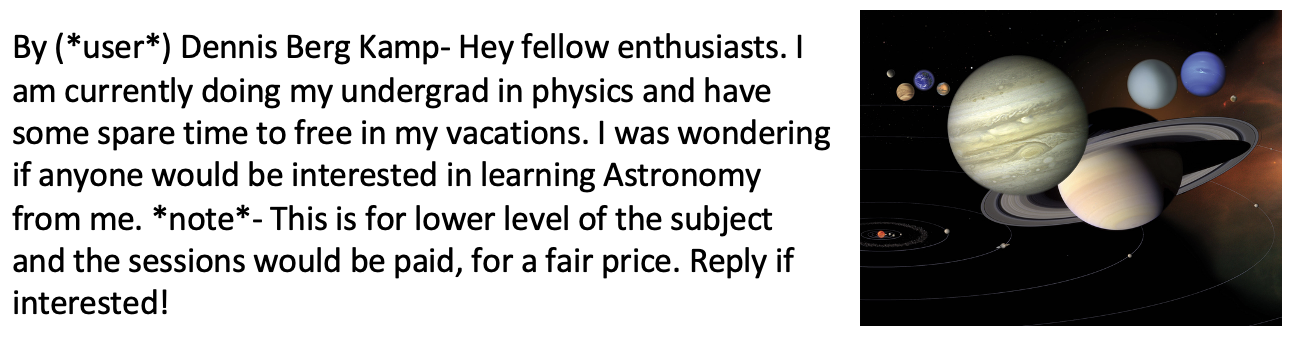 By (*user*) Dennis Berg Kamp- Hey fellow enthusiasts. I
am currently doing my undergrad in physics and have
some spare time to free in my vacations. I was wondering
if anyone would be interested in learning Astronomy
from me. *note*- This is for lower level of the subject
and the sessions would be paid, for a fair price. Reply if
interested!